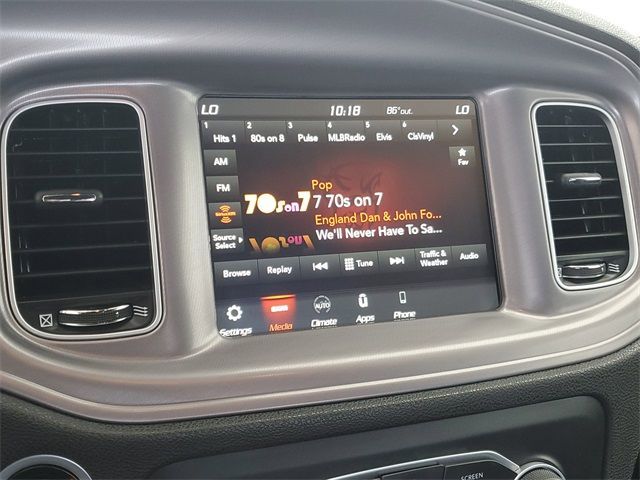 LO 10:18 86°out. LO
1 2 3 4 5 6
Hits 1 80s on 8 Pulse MLBRadio Elvis ClsVinyl
AM
FM
SiriusXM
Source
Select
Fav
70s on 7
Pop
7 70s on 7
England Dan & John Fo...
We'll Never Have To Sa...
Browse Replay Tune Traffic & Weather Audio
Settings Media AUTO Climate Apps Phone
SCREEN